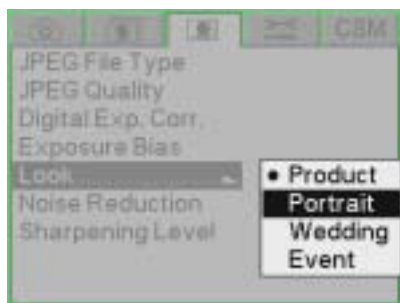 CSM
JPEG File Type
JPEG Quality
Digital Exp. Corr.
Exposure Bias
Look
Noise Reduction
Sharpening Level
• Product
Portrait
Wedding
Event